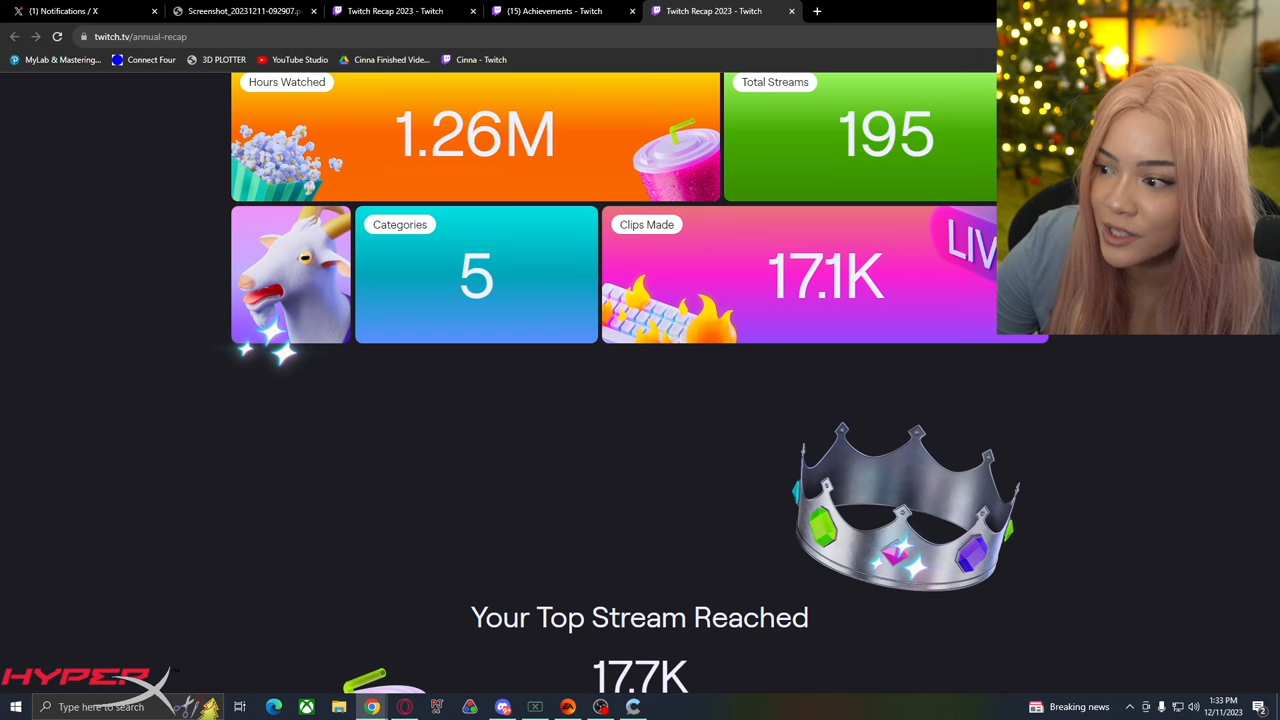 (1) Notifications / X
Screenshot_20231211-092907.p
Twitch Recap 2023 - Twitch
(15) Achievements - Twitch
Twitch Recap 2023 - Twitch
twitch.tv/annual-recap
MyLab & Mastering...
Connect Four
3D PLOTTER
YouTube Studio
Cinna Finished Vide...
Cinna - Twitch
Hours Watched
1.26M
Total Streams
195
Categories
5
Clips Made
17.1K
LIV
Your Top Stream Reached
17.7K
HYPERX
Type here to search
Breaking news
1:33 PM
12/11/2023
2